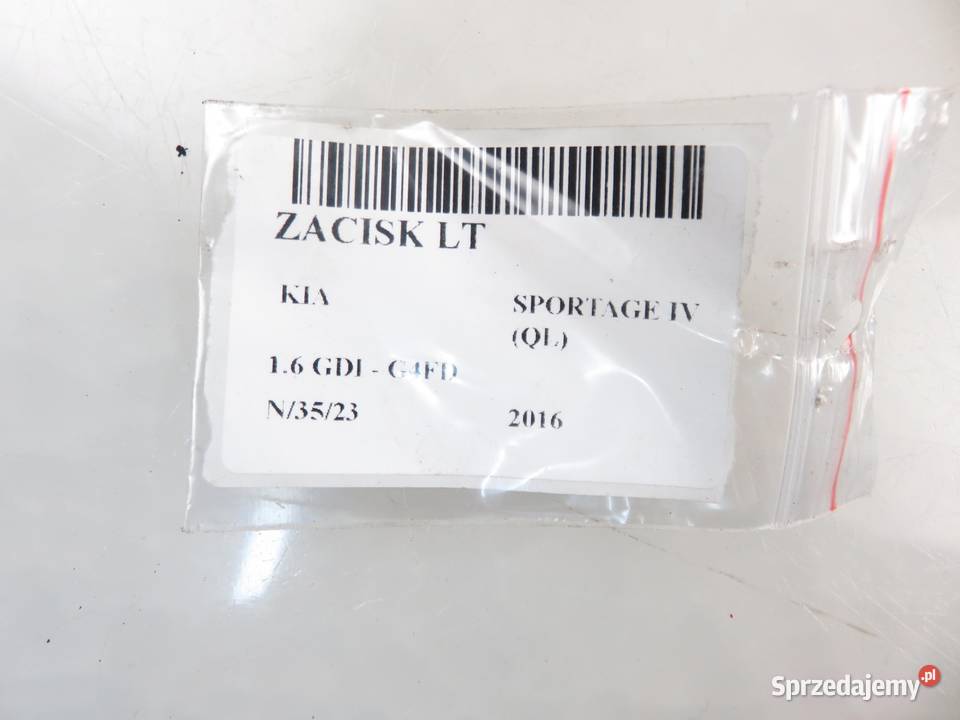 ZACISK LT
KIA
SPORTAGE IV
(QL)
1.6 GDI - G4FD
N/35/23
2016
Sprzedajemy.pl